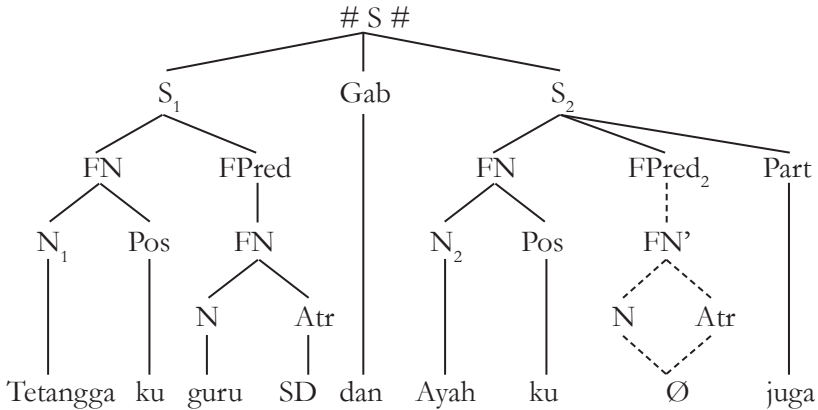 # S #
S₁ Gab S₂
FN FPred FN FPred₂ Part
N₁ Pos FN N₂ Pos FN’
N Atr N Atr
Tetangga ku guru SD dan Ayah ku Ø juga